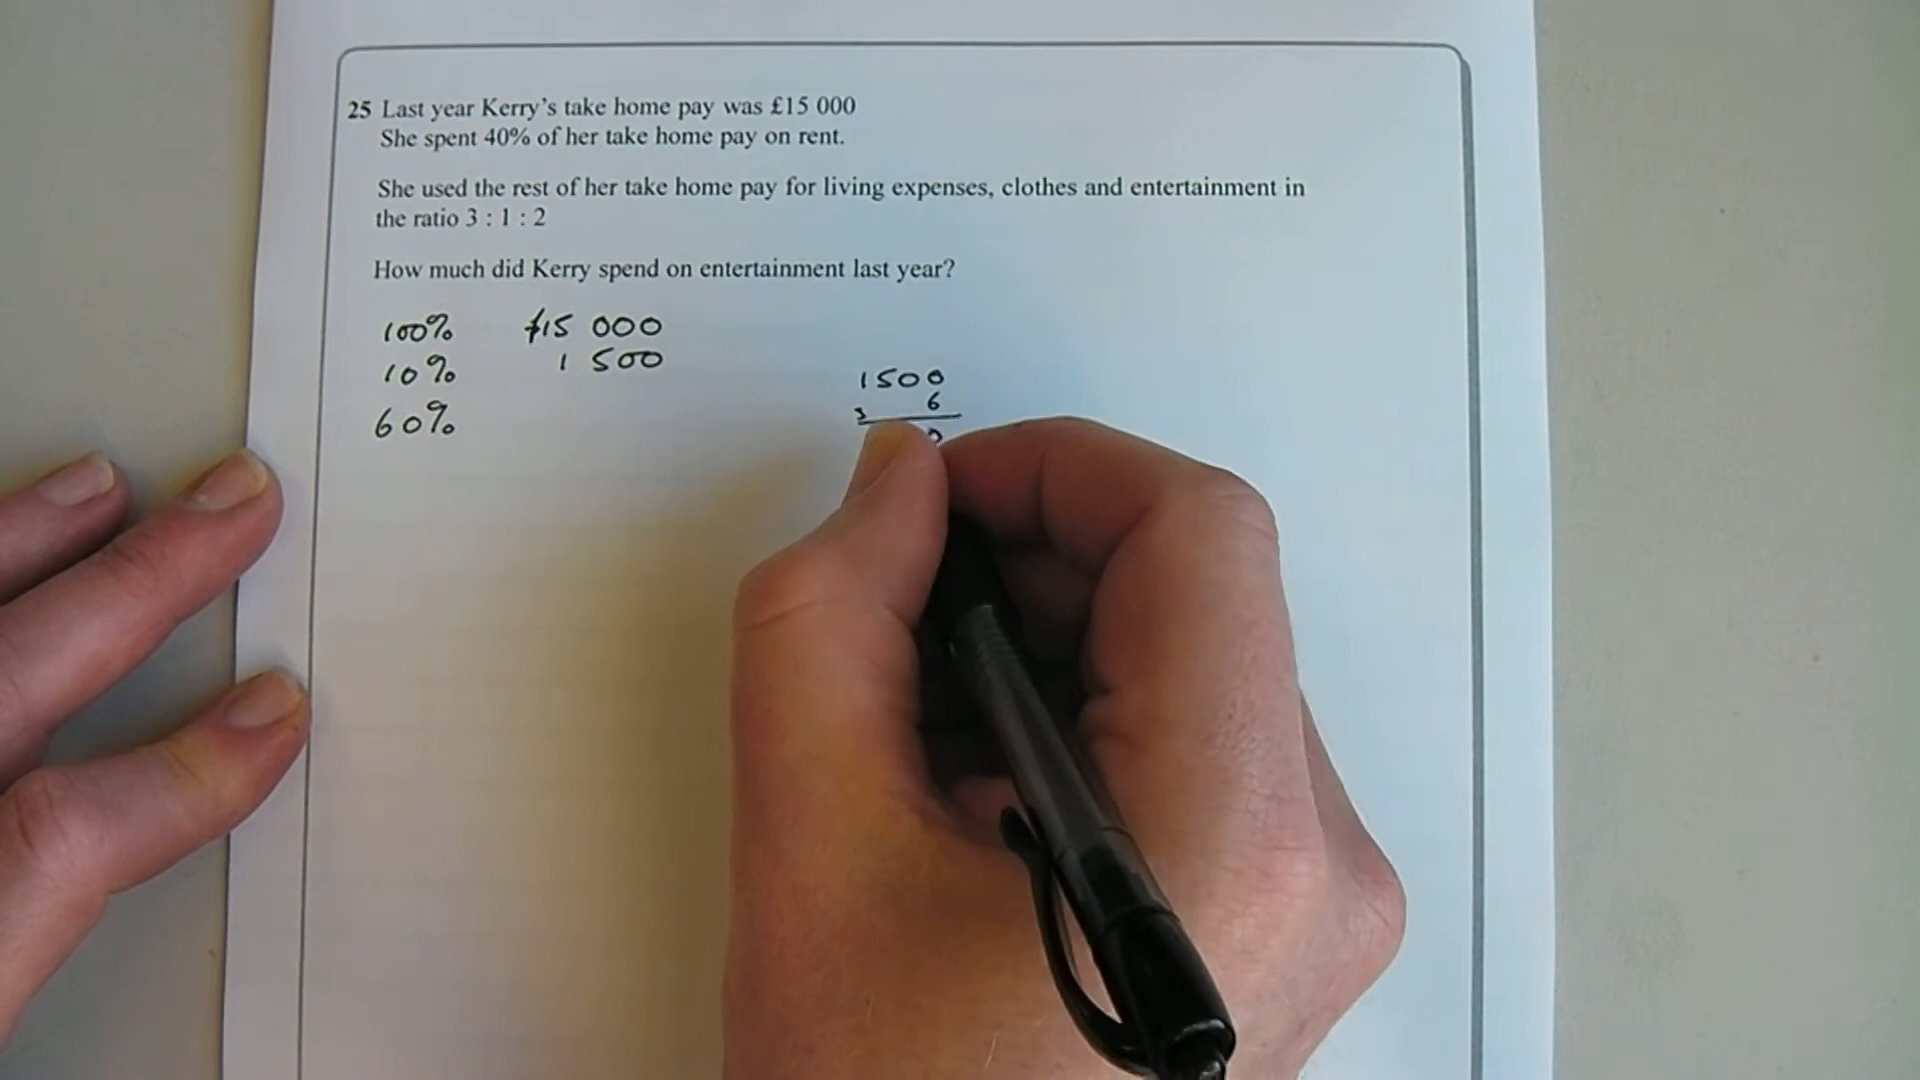 25 Last year Kerry's take home pay was £15 000
She spent 40% of her take home pay on rent.
She used the rest of her take home pay for living expenses, clothes and entertainment in
the ratio 3 : 1 : 2
How much did Kerry spend on entertainment last year?
100% £15 000
10% 1 500
60%
1500
6
3
0